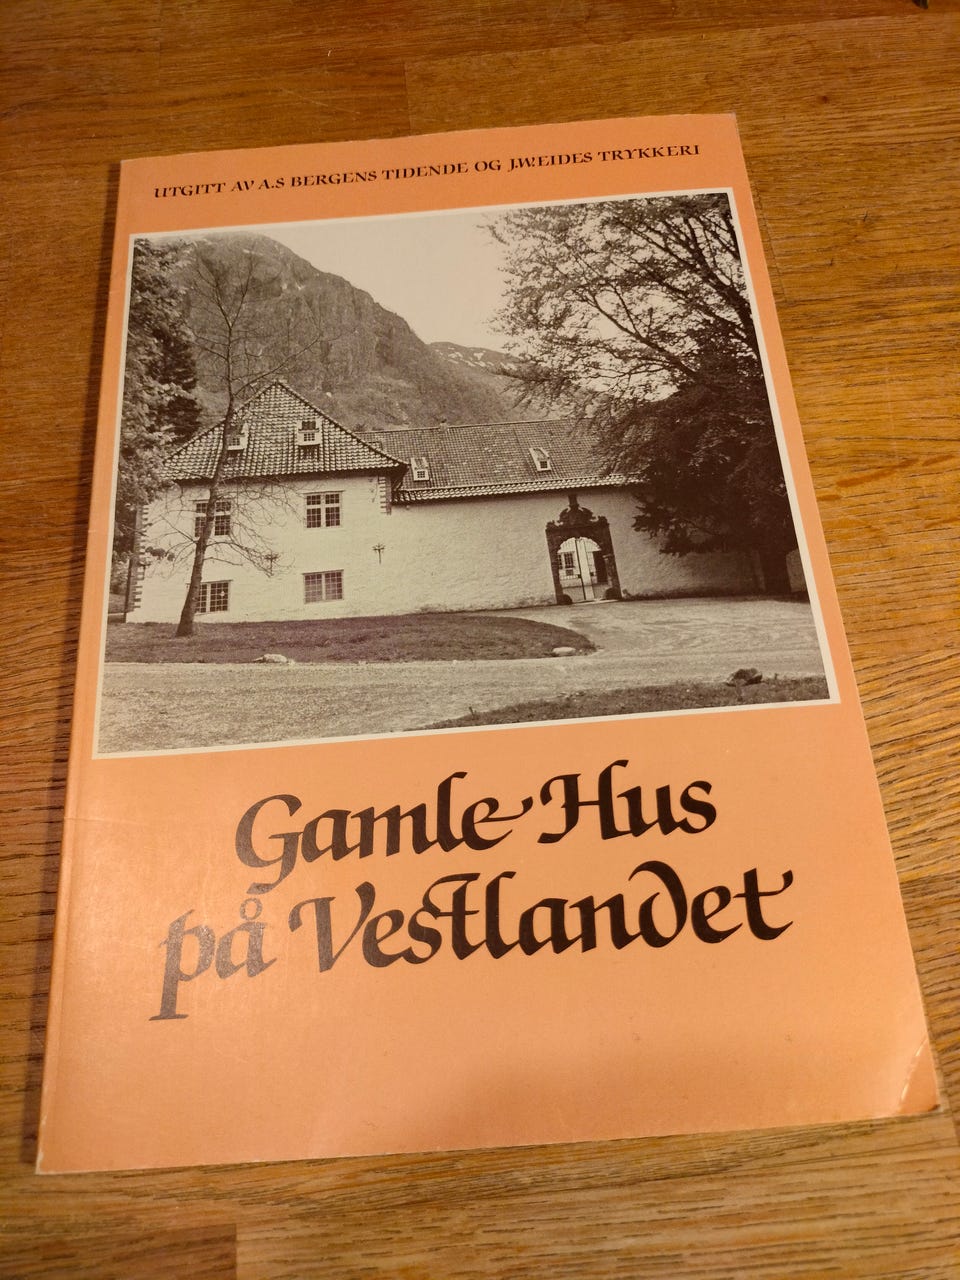 UTGITT AV A.S BERGENS TIDENDE OG J.W.EIDES TRYKKERI
Gamle Hus
på Vestlandet